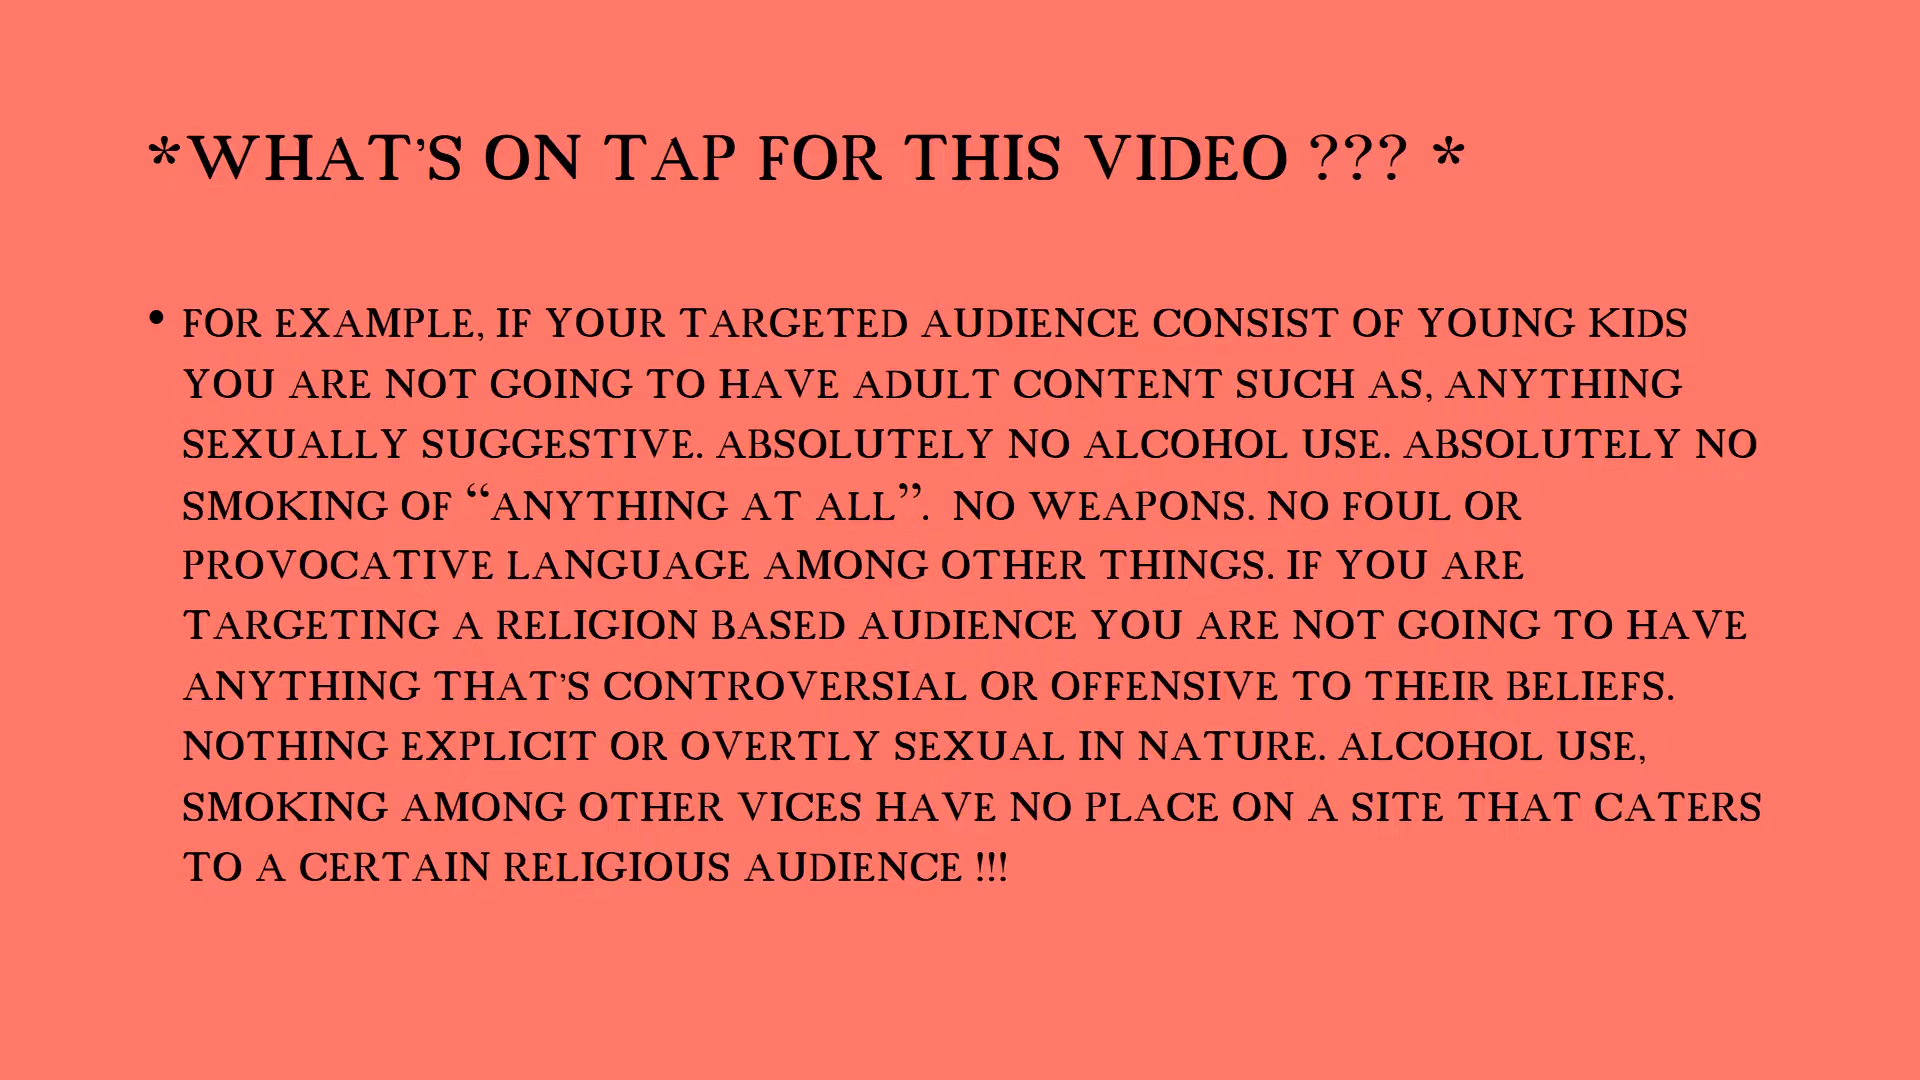 *WHAT'S ON TAP FOR THIS VIDEO ??? *
• FOR EXAMPLE, IF YOUR TARGETED AUDIENCE CONSIST OF YOUNG KIDS
YOU ARE NOT GOING TO HAVE ADULT CONTENT SUCH AS, ANYTHING
SEXUALLY SUGGESTIVE. ABSOLUTELY NO ALCOHOL USE. ABSOLUTELY NO
SMOKING OF “ANYTHING AT ALL”.  NO WEAPONS. NO FOUL OR
PROVOCATIVE LANGUAGE AMONG OTHER THINGS. IF YOU ARE
TARGETING A RELIGION BASED AUDIENCE YOU ARE NOT GOING TO HAVE
ANYTHING THAT'S CONTROVERSIAL OR OFFENSIVE TO THEIR BELIEFS.
NOTHING EXPLICIT OR OVERTLY SEXUAL IN NATURE. ALCOHOL USE,
SMOKING AMONG OTHER VICES HAVE NO PLACE ON A SITE THAT CATERS
TO A CERTAIN RELIGIOUS AUDIENCE !!!